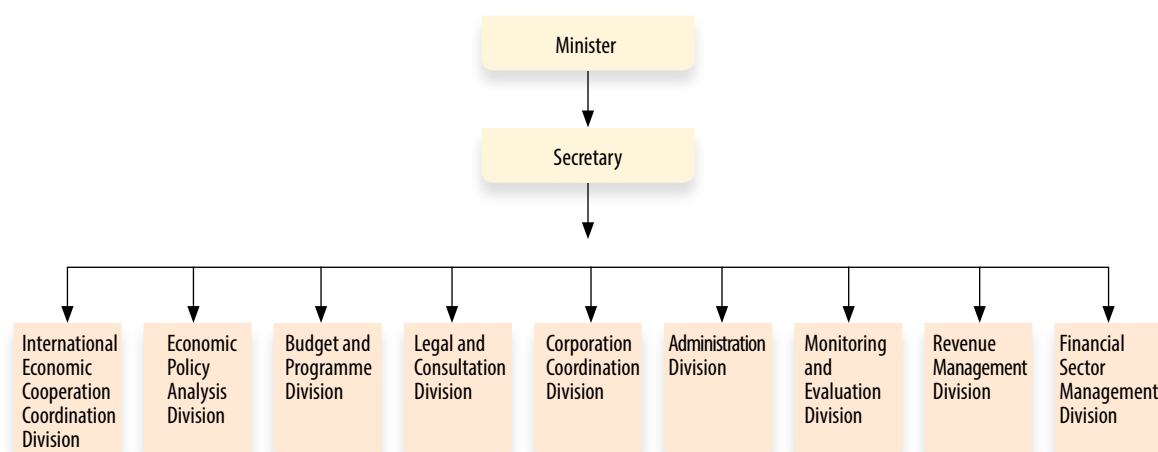 Minister
Secretary
International
Economic
Cooperation
Coordination
Division
Economic
Policy
Analysis
Division
Budget and
Programme
Division
Legal and
Consultation
Division
Corporation
Coordination
Division
Administration
Division
Monitoring
and
Evaluation
Division
Revenue
Management
Division
Financial
Sector
Management
Division